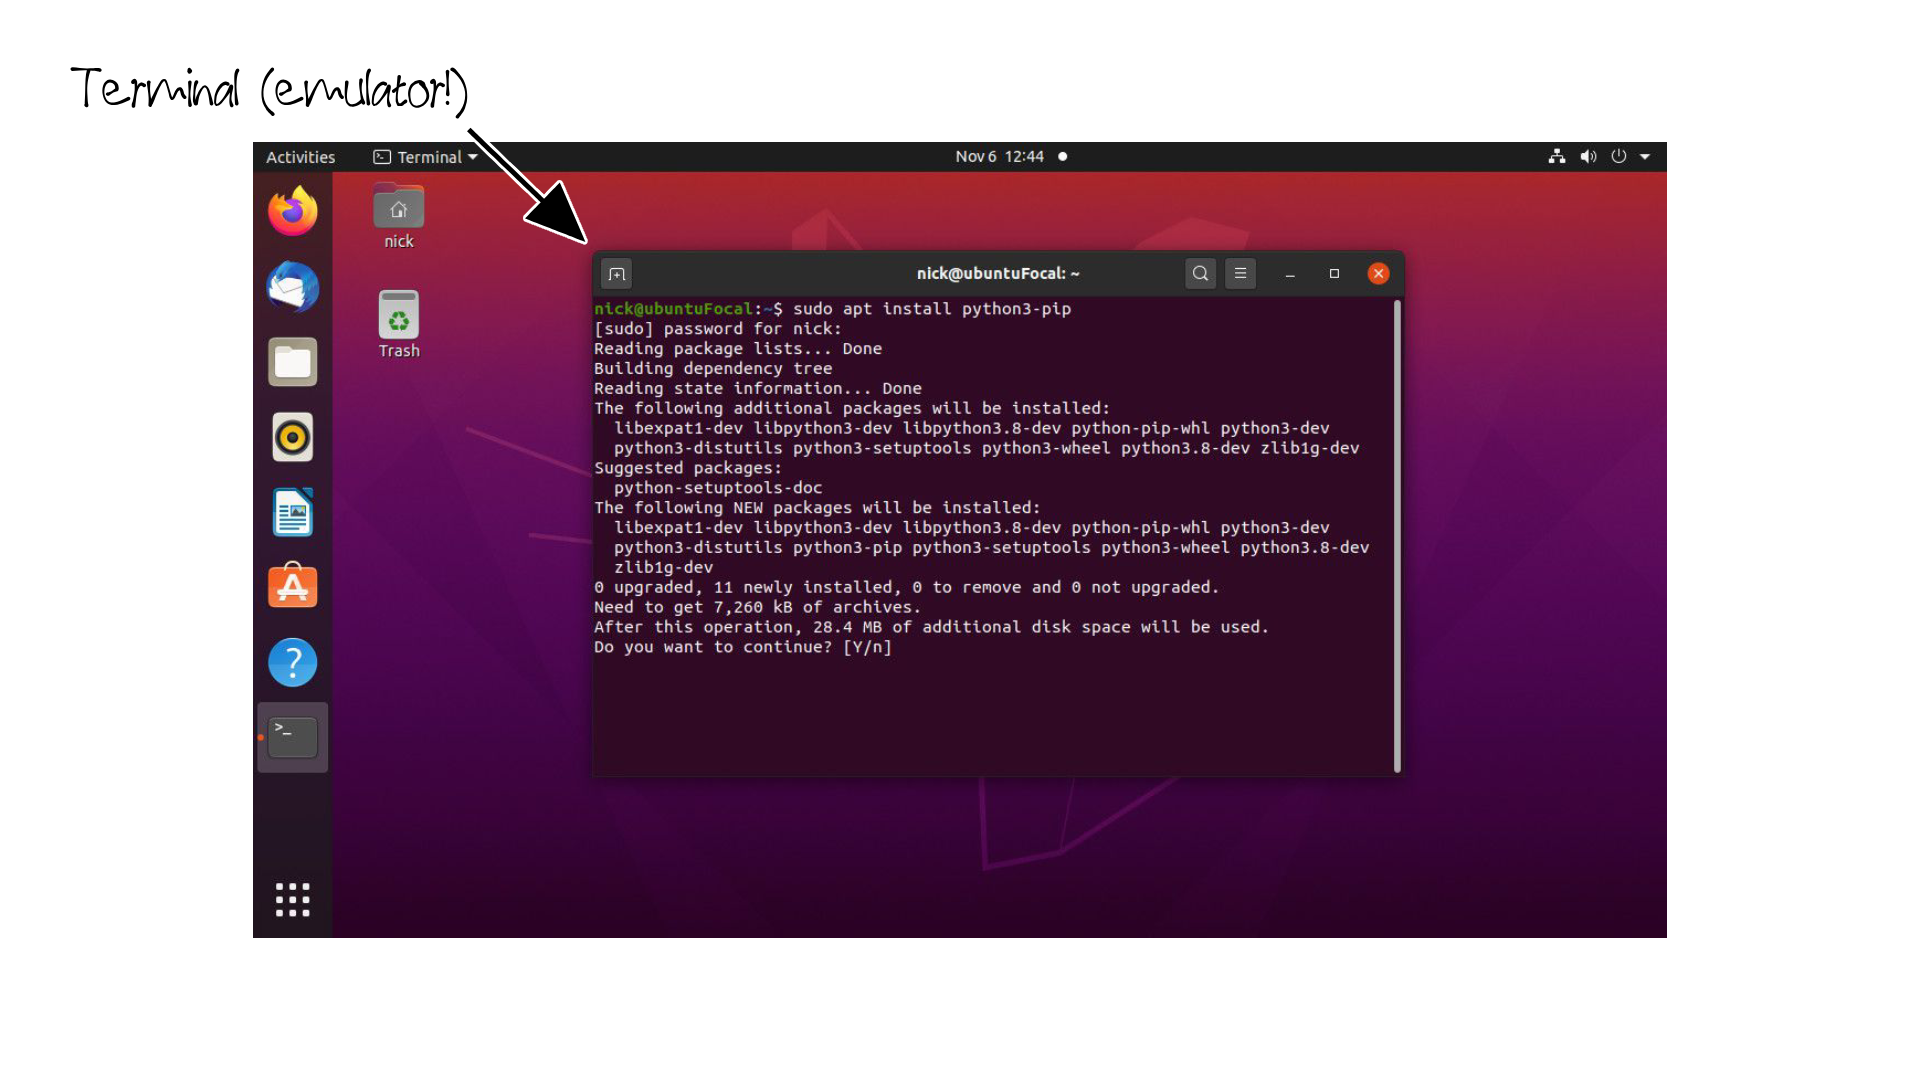 Terminal (emulator!)
Activities
Terminal
Nov 6 12:44
nick
Trash
nick@ubuntuFocal: ~
nick@ubuntuFocal:~$ sudo apt install python3-pip
[sudo] password for nick:
Reading package lists... Done
Building dependency tree
Reading state information... Done
The following additional packages will be installed:
  libexpat1-dev libpython3-dev libpython3.8-dev python-pip-whl python3-dev
  python3-distutils python3-setuptools python3-wheel python3.8-dev zlib1g-dev
Suggested packages:
  python-setuptools-doc
The following NEW packages will be installed:
  libexpat1-dev libpython3-dev libpython3.8-dev python-pip-whl python3-dev
  python3-distutils python3-pip python3-setuptools python3-wheel python3.8-dev
  zlib1g-dev
0 upgraded, 11 newly installed, 0 to remove and 0 not upgraded.
Need to get 7,260 kB of archives.
After this operation, 28.4 MB of additional disk space will be used.
Do you want to continue? [Y/n]